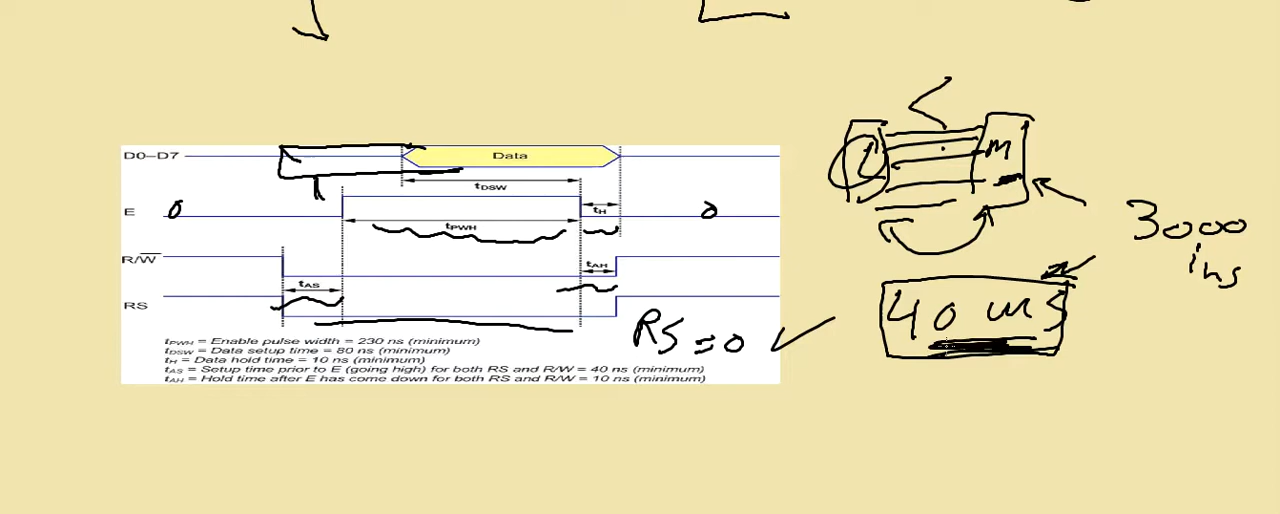 D0–D7
Data
tDSW
E
0
0
tH
tPWH
R/W
tAH
tAS
RS
L
M
3000
ins
40 ms
RS = 0
tPWH = Enable pulse width = 230 ns (minimum)
tDSW = Data setup time = 80 ns (minimum)
tH = Data hold time = 10 ns (minimum)
tAS = Setup time prior to E (going high) for both RS and R/W = 40 ns (minimum)
tAH = Hold time after E has come down for both RS and R/W = 10 ns (minimum)